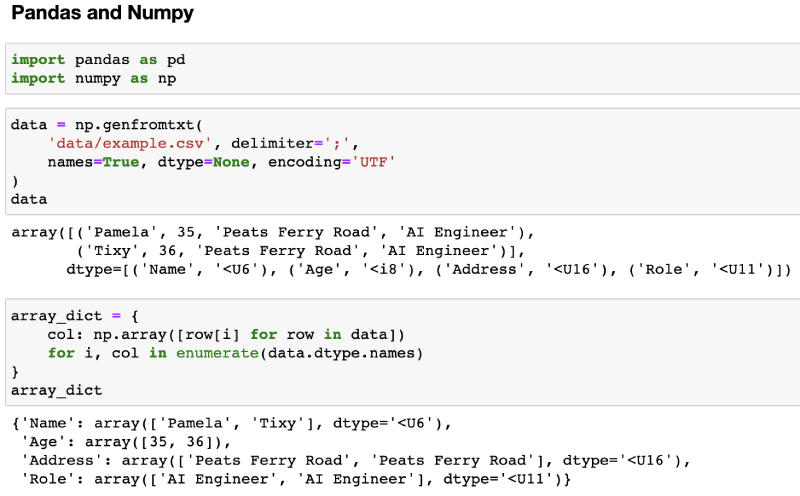 Pandas and Numpy
import pandas as pd
import numpy as np
data = np.genfromtxt(
    'data/example.csv', delimiter=';',
    names=True, dtype=None, encoding='UTF'
)
data
array([('Pamela', 35, 'Peats Ferry Road', 'AI Engineer'),
       ('Tixy', 36, 'Peats Ferry Road', 'AI Engineer')],
      dtype=[('Name', '<U6'), ('Age', '<i8'), ('Address', '<U16'), ('Role', '<U11')])
array_dict = {
    col: np.array([row[i] for row in data])
    for i, col in enumerate(data.dtype.names)
}
array_dict
{'Name': array(['Pamela', 'Tixy'], dtype='<U6'),
 'Age': array([35, 36]),
 'Address': array(['Peats Ferry Road', 'Peats Ferry Road'], dtype='<U16'),
 'Role': array(['AI Engineer', 'AI Engineer'], dtype='<U11')}